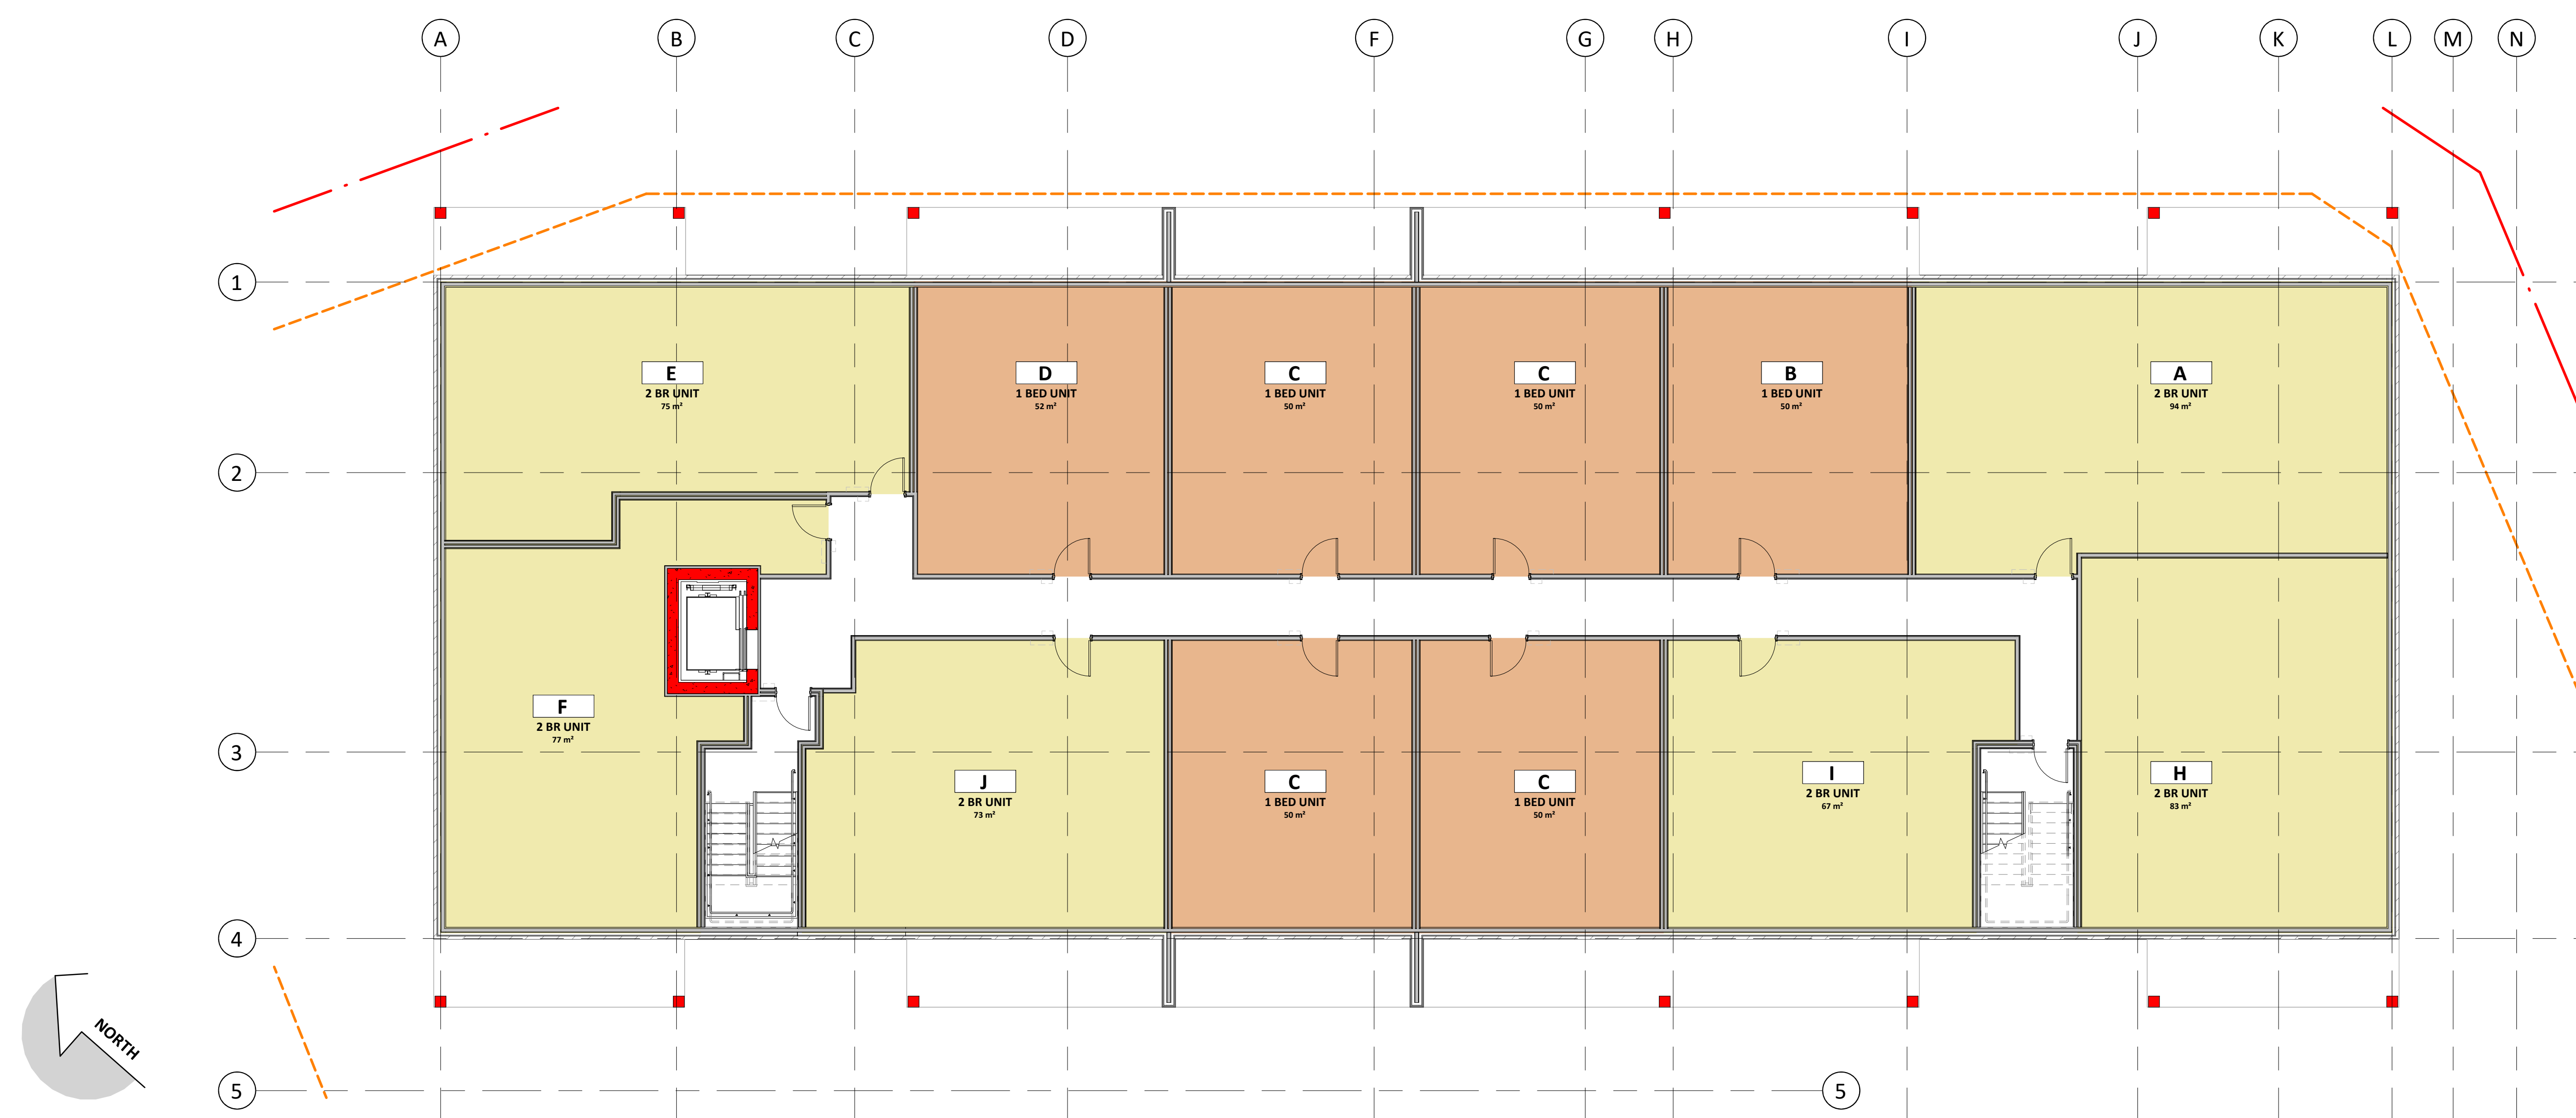 A B C D F G H I J K L M N
1
E D C C B A
2 BR UNIT 1 BED UNIT 1 BED UNIT 1 BED UNIT 1 BED UNIT 2 BR UNIT
75 m² 52 m² 50 m² 50 m² 50 m² 94 m²
2
F
2 BR UNIT
77 m²
3
J C C I H
2 BR UNIT 1 BED UNIT 1 BED UNIT 2 BR UNIT 2 BR UNIT
73 m² 50 m² 50 m² 67 m² 83 m²
4
NORTH
5 5